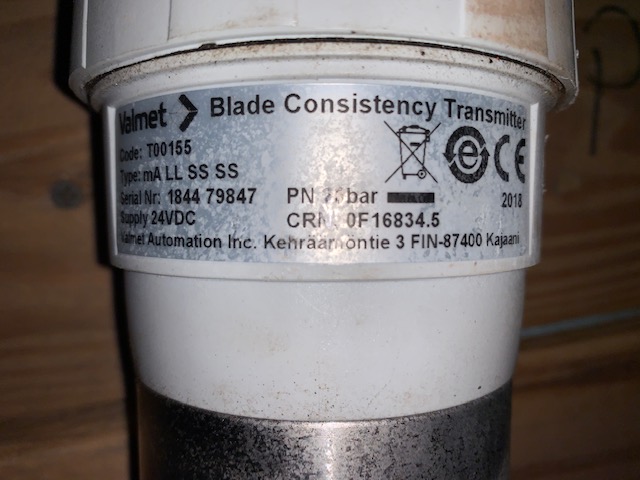 Valmet Blade Consistency Transmitter
Code: T00155
Type: mA LL SS SS
Serial Nr: 1844 79847
PN bar
2018
Supply 24VDC
CRN: 0F16834.5
Valmet Automation Inc. Kehräämöntie 3 FIN-87400 Kajaani
e
CE
P